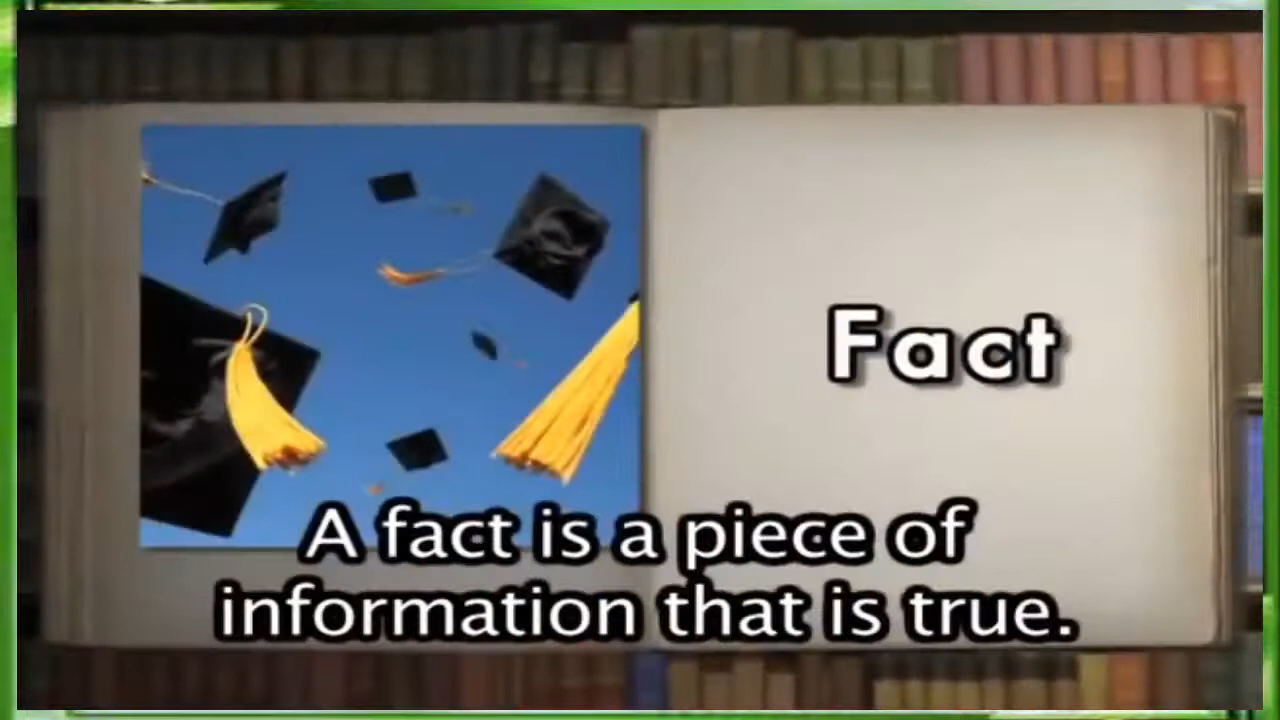 Fact
A fact is a piece of
information that is true.